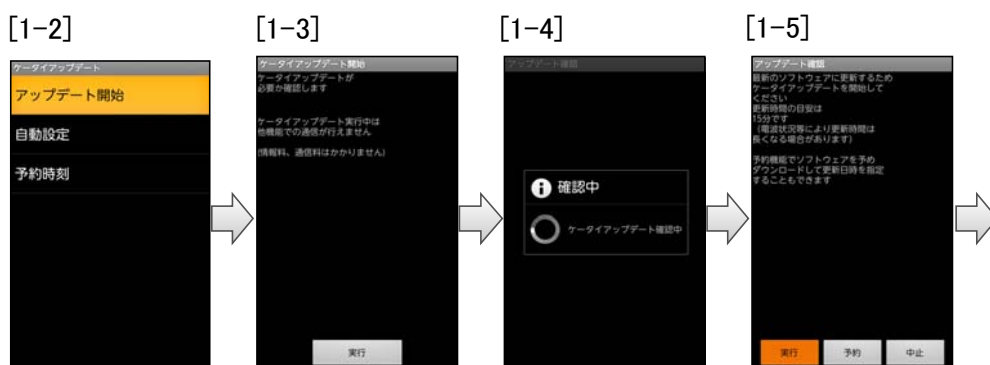 [1-2]
ケータイアップデート
アップデート開始
自動設定
予約時刻
[1-3]
ケータイアップデート開始
ケータイアップデートが
必要か確認します
ケータイアップデート実行中は
他機能での通信が行えません
(情報料、通信料はかかりません)
実行
[1-4]
アップデート確認
確認中
ケータイアップデート確認中
[1-5]
アップデート確認
最新のソフトウェアに更新するため
ケータイアップデートを開始して
ください
更新時間の目安は
15分です
(電波状況等により更新時間は
長くなる場合があります)
予約機能でソフトウェアを予め
ダウンロードして更新日時を指定
することもできます
実行
予約
中止